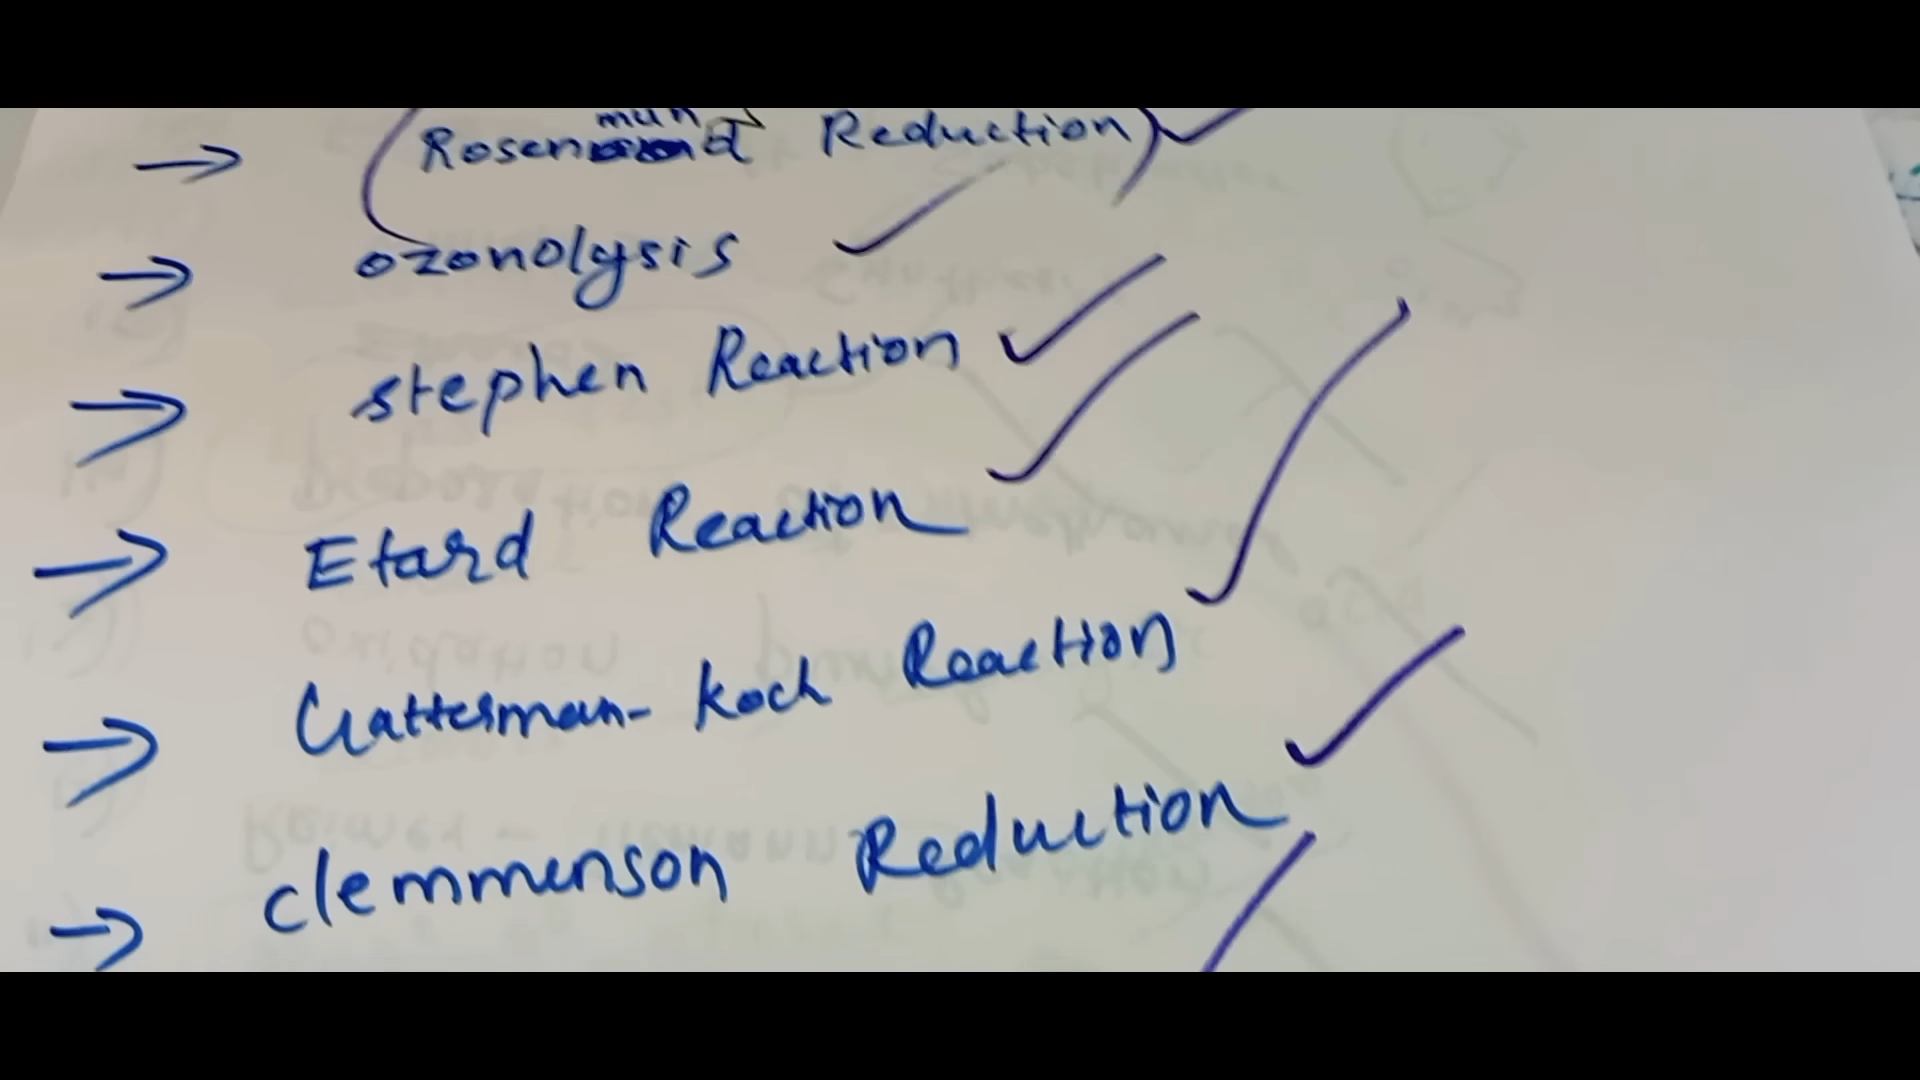 → (Rosenmund Reduction) ✓
→ ozonolysis ✓
→ stephen Reaction ✓
→ Etard Reaction ✓
→ Gatterman- koch Reaction ✓
→ clemmenson Reduction ✓